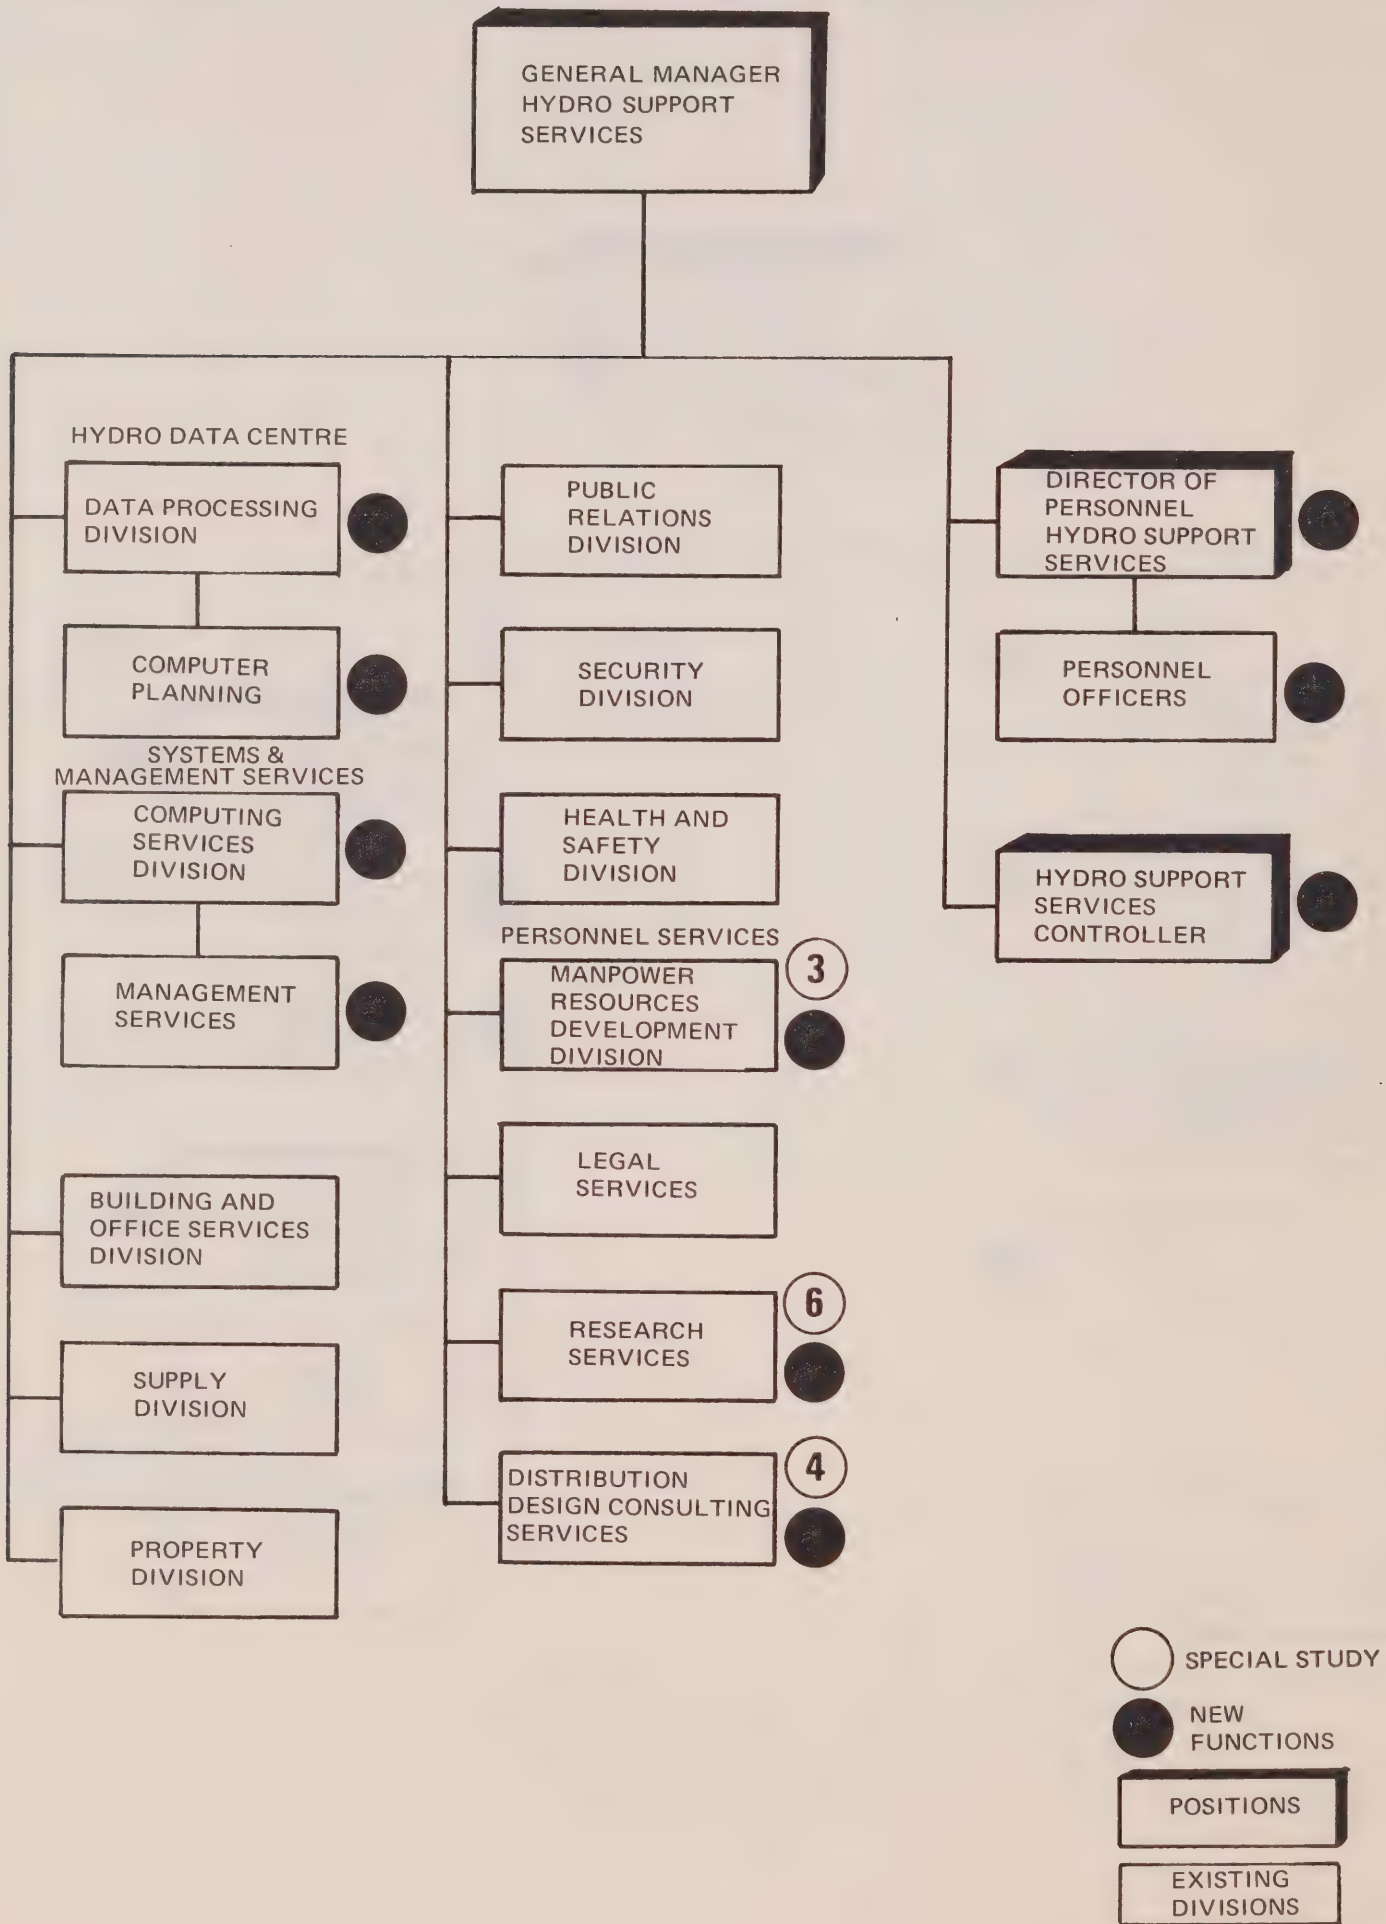 GENERAL MANAGER
HYDRO SUPPORT
SERVICES
HYDRO DATA CENTRE
DATA PROCESSING
DIVISION
COMPUTER
PLANNING
SYSTEMS &
MANAGEMENT SERVICES
COMPUTING
SERVICES
DIVISION
MANAGEMENT
SERVICES
BUILDING AND
OFFICE SERVICES
DIVISION
SUPPLY
DIVISION
PROPERTY
DIVISION
PUBLIC
RELATIONS
DIVISION
SECURITY
DIVISION
HEALTH AND
SAFETY
DIVISION
PERSONNEL SERVICES
3
MANPOWER
RESOURCES
DEVELOPMENT
DIVISION
LEGAL
SERVICES
6
RESEARCH
SERVICES
4
DISTRIBUTION
DESIGN CONSULTING
SERVICES
DIRECTOR OF
PERSONNEL
HYDRO SUPPORT
SERVICES
PERSONNEL
OFFICERS
HYDRO SUPPORT
SERVICES
CONTROLLER
SPECIAL STUDY
NEW
FUNCTIONS
POSITIONS
EXISTING
DIVISIONS